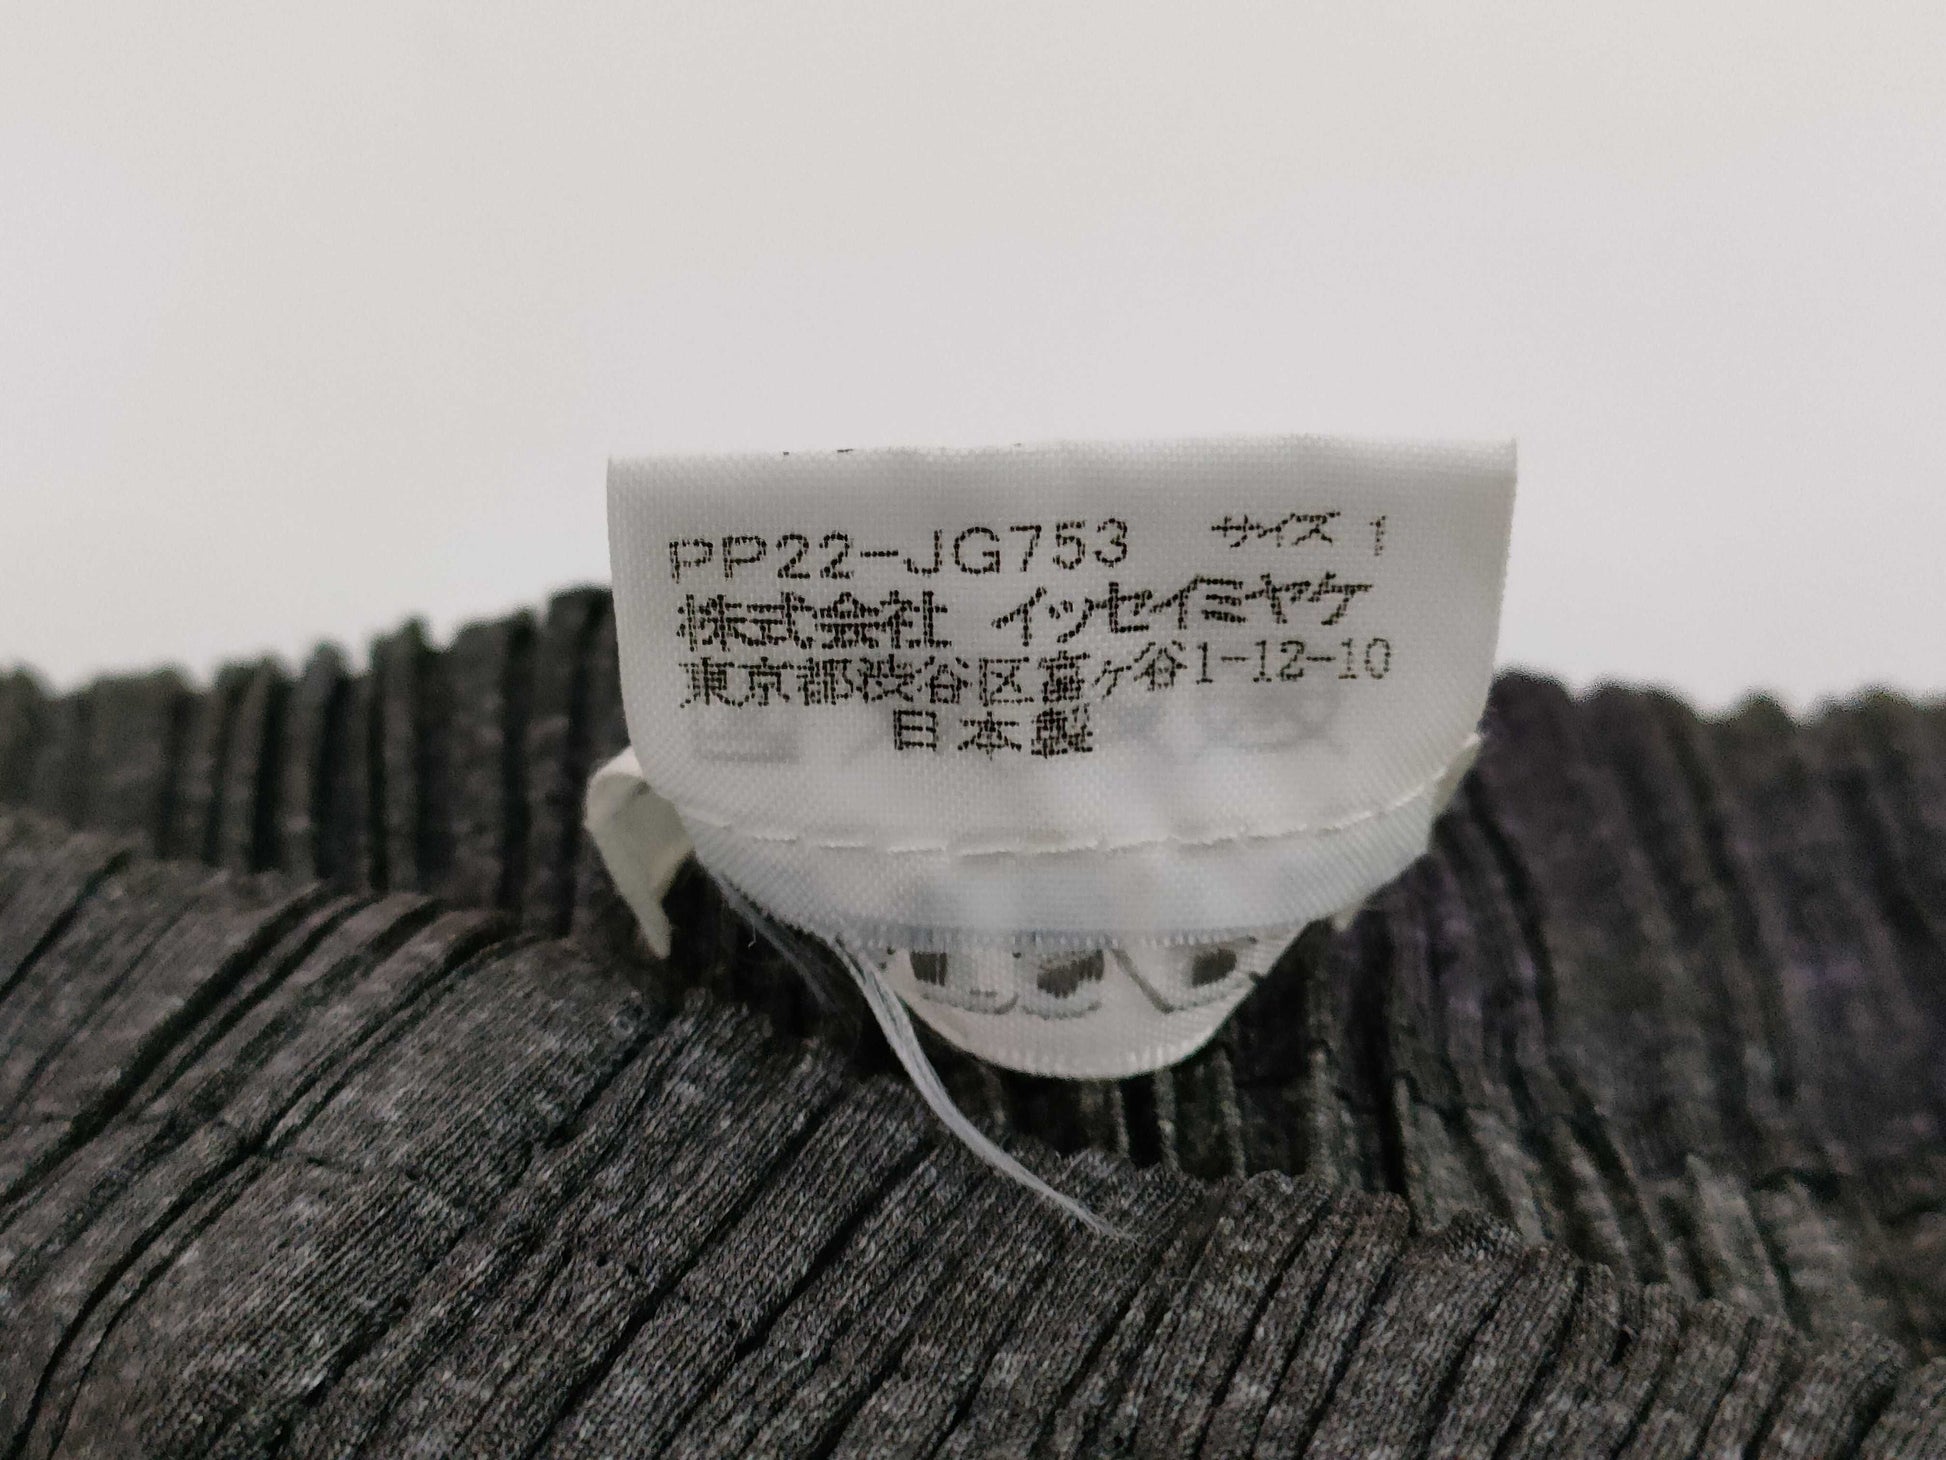 PP22-JG753 サイズ 1
株式会社 イッセイミヤケ
東京都渋谷区富ヶ谷1-12-10
日本製